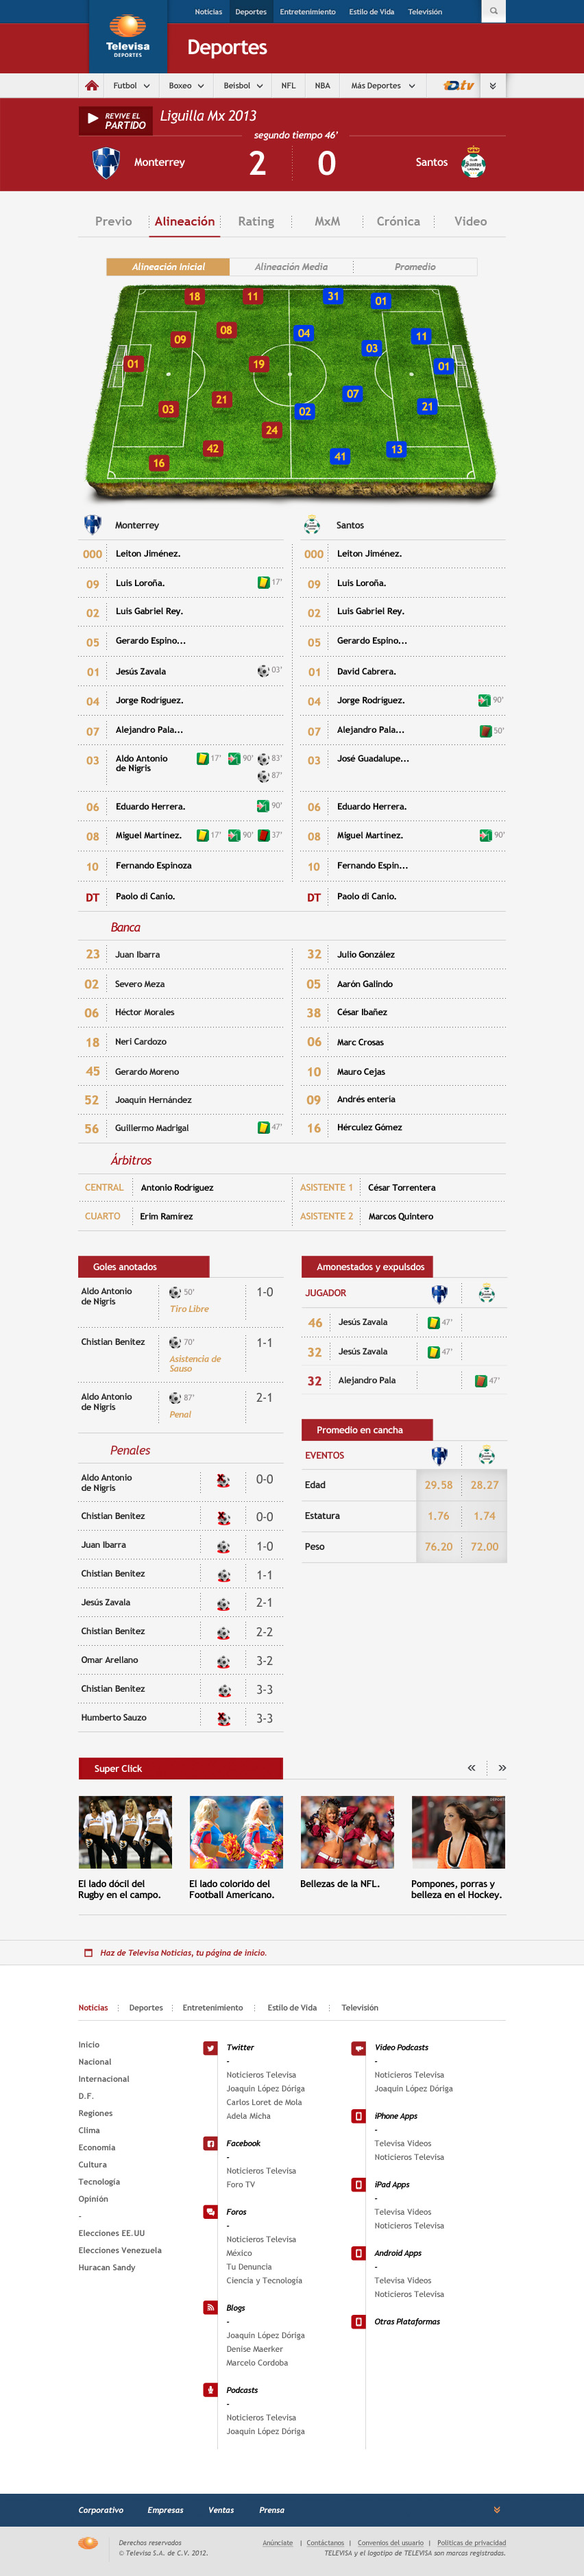 Noticias Deportes Entretenimiento Estilo de Vida Televisión
Televisa
DEPORTES
Deportes
Futbol Boxeo Beisbol NFL NBA Más Deportes TDtv
REVIVE EL
PARTIDO
Liguilla Mx 2013
segundo tiempo 46'
Monterrey 2 0 Santos
Previo Alineación Rating MxM Crónica Video
Alineación Inicial Alineación Media Promedio
18 11 31 01
09 08 04 11
03
01 19 01
07
03 21 02 21
24
42 13
16 41
Monterrey Santos
000 Leiton Jiménez. 000 Leiton Jiménez.
09 Luis Loroña. 17' 09 Luis Loroña.
02 Luis Gabriel Rey. 02 Luis Gabriel Rey.
05 Gerardo Espino... 05 Gerardo Espino...
01 Jesús Zavala 03' 01 David Cabrera.
04 Jorge Rodríguez. 04 Jorge Rodríguez. 90'
07 Alejandro Pala... 07 Alejandro Pala... 50'
03 Aldo Antonio 17' 90' 83' 03 José Guadalupe...
de Nigris 87'
06 Eduardo Herrera. 90' 06 Eduardo Herrera.
08 Miguel Martínez. 17' 90' 37' 08 Miguel Martínez. 90'
10 Fernando Espinoza 10 Fernando Espin...
DT Paolo di Canio. DT Paolo di Canio.
Banca
23 Juan Ibarra 32 Julio González
02 Severo Meza 05 Aarón Galindo
06 Héctor Morales 38 César Ibañez
18 Neri Cardozo 06 Marc Crosas
45 Gerardo Moreno 10 Mauro Cejas
52 Joaquín Hernández 09 Andrés enteria
56 Guillermo Madrigal 47' 16 Hérculez Gómez
Árbitros
CENTRAL Antonio Rodríguez ASISTENTE 1 César Torrentera
CUARTO Erim Ramírez ASISTENTE 2 Marcos Quintero
Goles anotados
Aldo Antonio
de Nigris 50' 1-0
Tiro Libre
Chistian Benítez 70' 1-1
Asistencia de
Sauso
Aldo Antonio
de Nigris 87' 2-1
Penal
Penales
Aldo Antonio
de Nigris 0-0
Chistian Benítez 0-0
Juan Ibarra 1-0
Chistian Benítez 1-1
Jesús Zavala 2-1
Chistian Benítez 2-2
Omar Arellano 3-2
Chistian Benítez 3-3
Humberto Sauzo 3-3
Amonestados y expulsdos
JUGADOR
46 Jesús Zavala 47'
32 Jesús Zavala 47'
32 Alejandro Pala 47'
Promedio en cancha
EVENTOS
Edad 29.58 28.27
Estatura 1.76 1.74
Peso 76.20 72.00
Super Click
El lado dócil del
Rugby en el campo.
El lado colorido del
Football Americano.
Bellezas de la NFL.
Pompones, porras y
belleza en el Hockey.
Haz de Televisa Noticias, tu página de inicio.
Noticias Deportes Entretenimiento Estilo de Vida Televisión
Inicio
Nacional
Internacional
D.F.
Regiones
Clima
Economía
Cultura
Tecnología
Opinión
-
Elecciones EE.UU
Elecciones Venezuela
Huracan Sandy
Twitter
-
Noticieros Televisa
Joaquín López Dóriga
Carlos Loret de Mola
Adela Micha
Facebook
-
Noticieros Televisa
Foro TV
Foros
-
Noticieros Televisa
México
Tu Denuncia
Ciencia y Tecnología
Blogs
-
Joaquín López Dóriga
Denise Maerker
Marcelo Cordoba
Podcasts
-
Noticieros Televisa
Joaquín López Dóriga
Video Podcasts
-
Noticieros Televisa
Joaquín López Dóriga
iPhone Apps
-
Televisa Videos
Noticieros Televisa
iPad Apps
-
Televisa Videos
Noticieros Televisa
Android Apps
-
Televisa Videos
Noticieros Televisa
Otras Plataformas
Corporativo Empresas Ventas Prensa
Derechos reservados
© Televisa S.A. de C.V. 2012.
Anúnciate | Contáctanos | Convenios del usuario | Políticas de privacidad
TELEVISA y el logotipo de TELEVISA son marcas registradas.